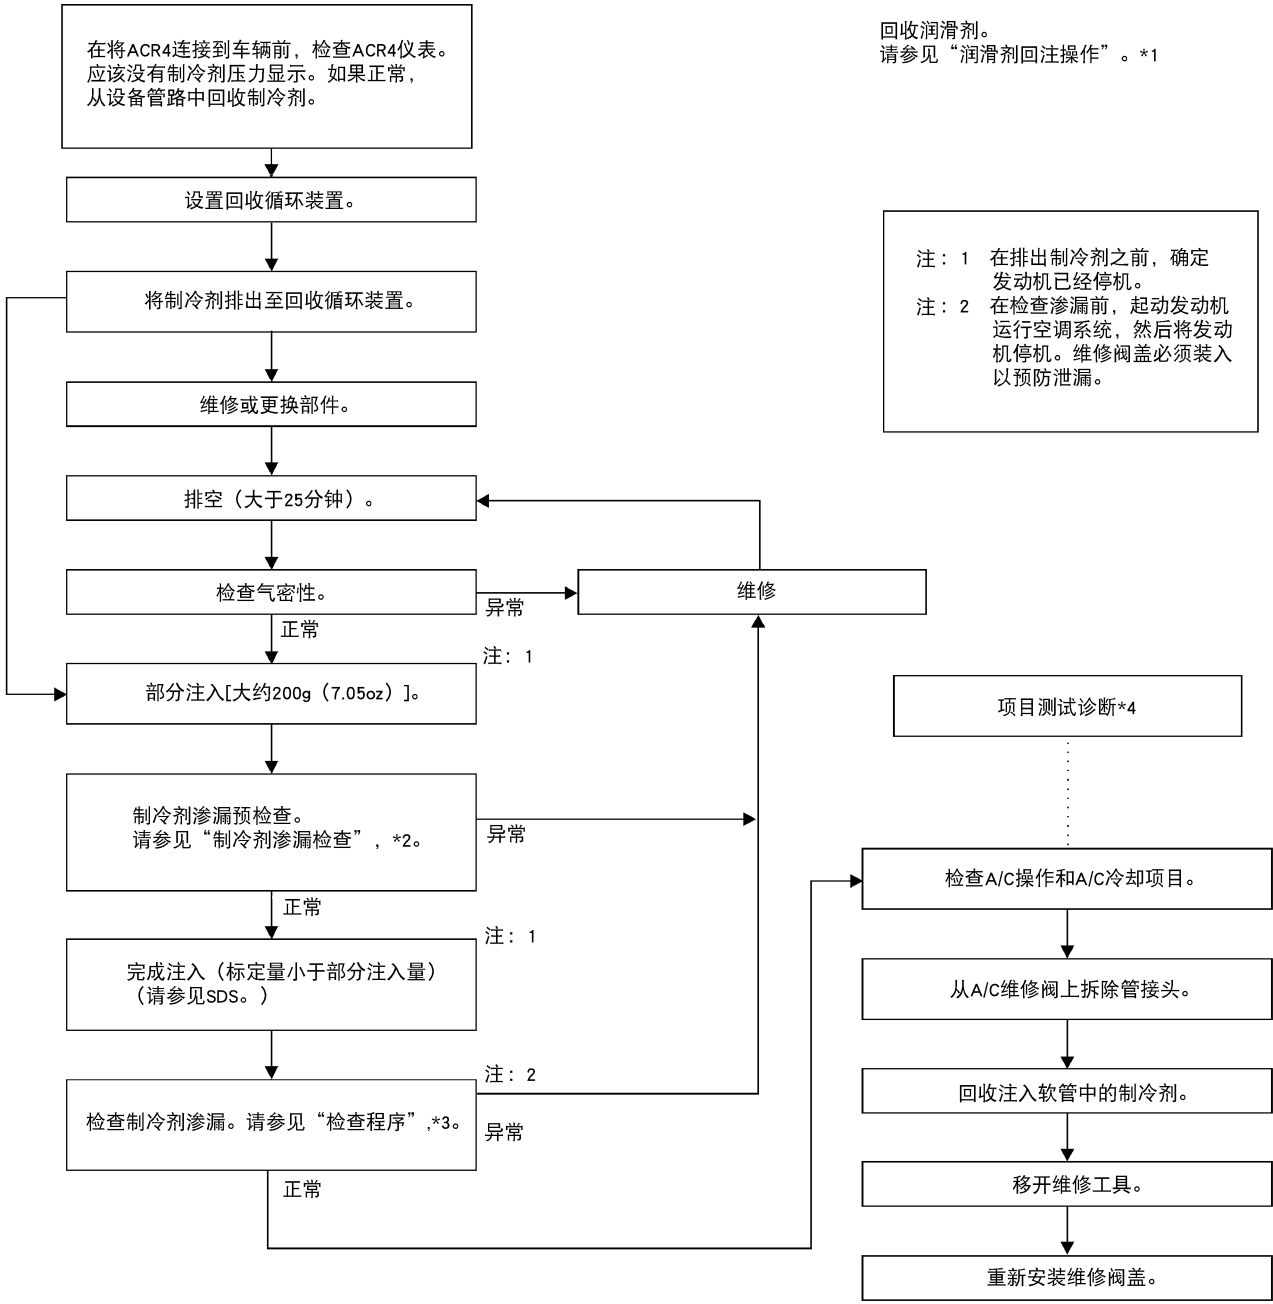 在将ACR4连接到车辆前，检查ACR4仪表。
应该没有制冷剂压力显示。如果正常，
从设备管路中回收制冷剂。
设置回收循环装置。
将制冷剂排出至回收循环装置。
维修或更换部件。
排空（大于25分钟）。
检查气密性。
异常
维修
正常
注：1
部分注入[大约200g（7.05oz）]。
制冷剂渗漏预检查。
请参见“制冷剂渗漏检查”，*2。
异常
正常
注：1
完成注入（标定量小于部分注入量）
（请参见SDS。）
注：2
检查制冷剂渗漏。请参见“检查程序”,*3。
异常
正常
回收润滑剂。
请参见“润滑剂回注操作”。*1
注：1 在排出制冷剂之前，确定
发动机已经停机。
注：2 在检查渗漏前，起动发动机
运行空调系统，然后将发动
机停机。维修阀盖必须装入
以预防泄漏。
项目测试诊断*4
检查A/C操作和A/C冷却项目。
从A/C维修阀上拆除管接头。
回收注入软管中的制冷剂。
移开维修工具。
重新安装维修阀盖。